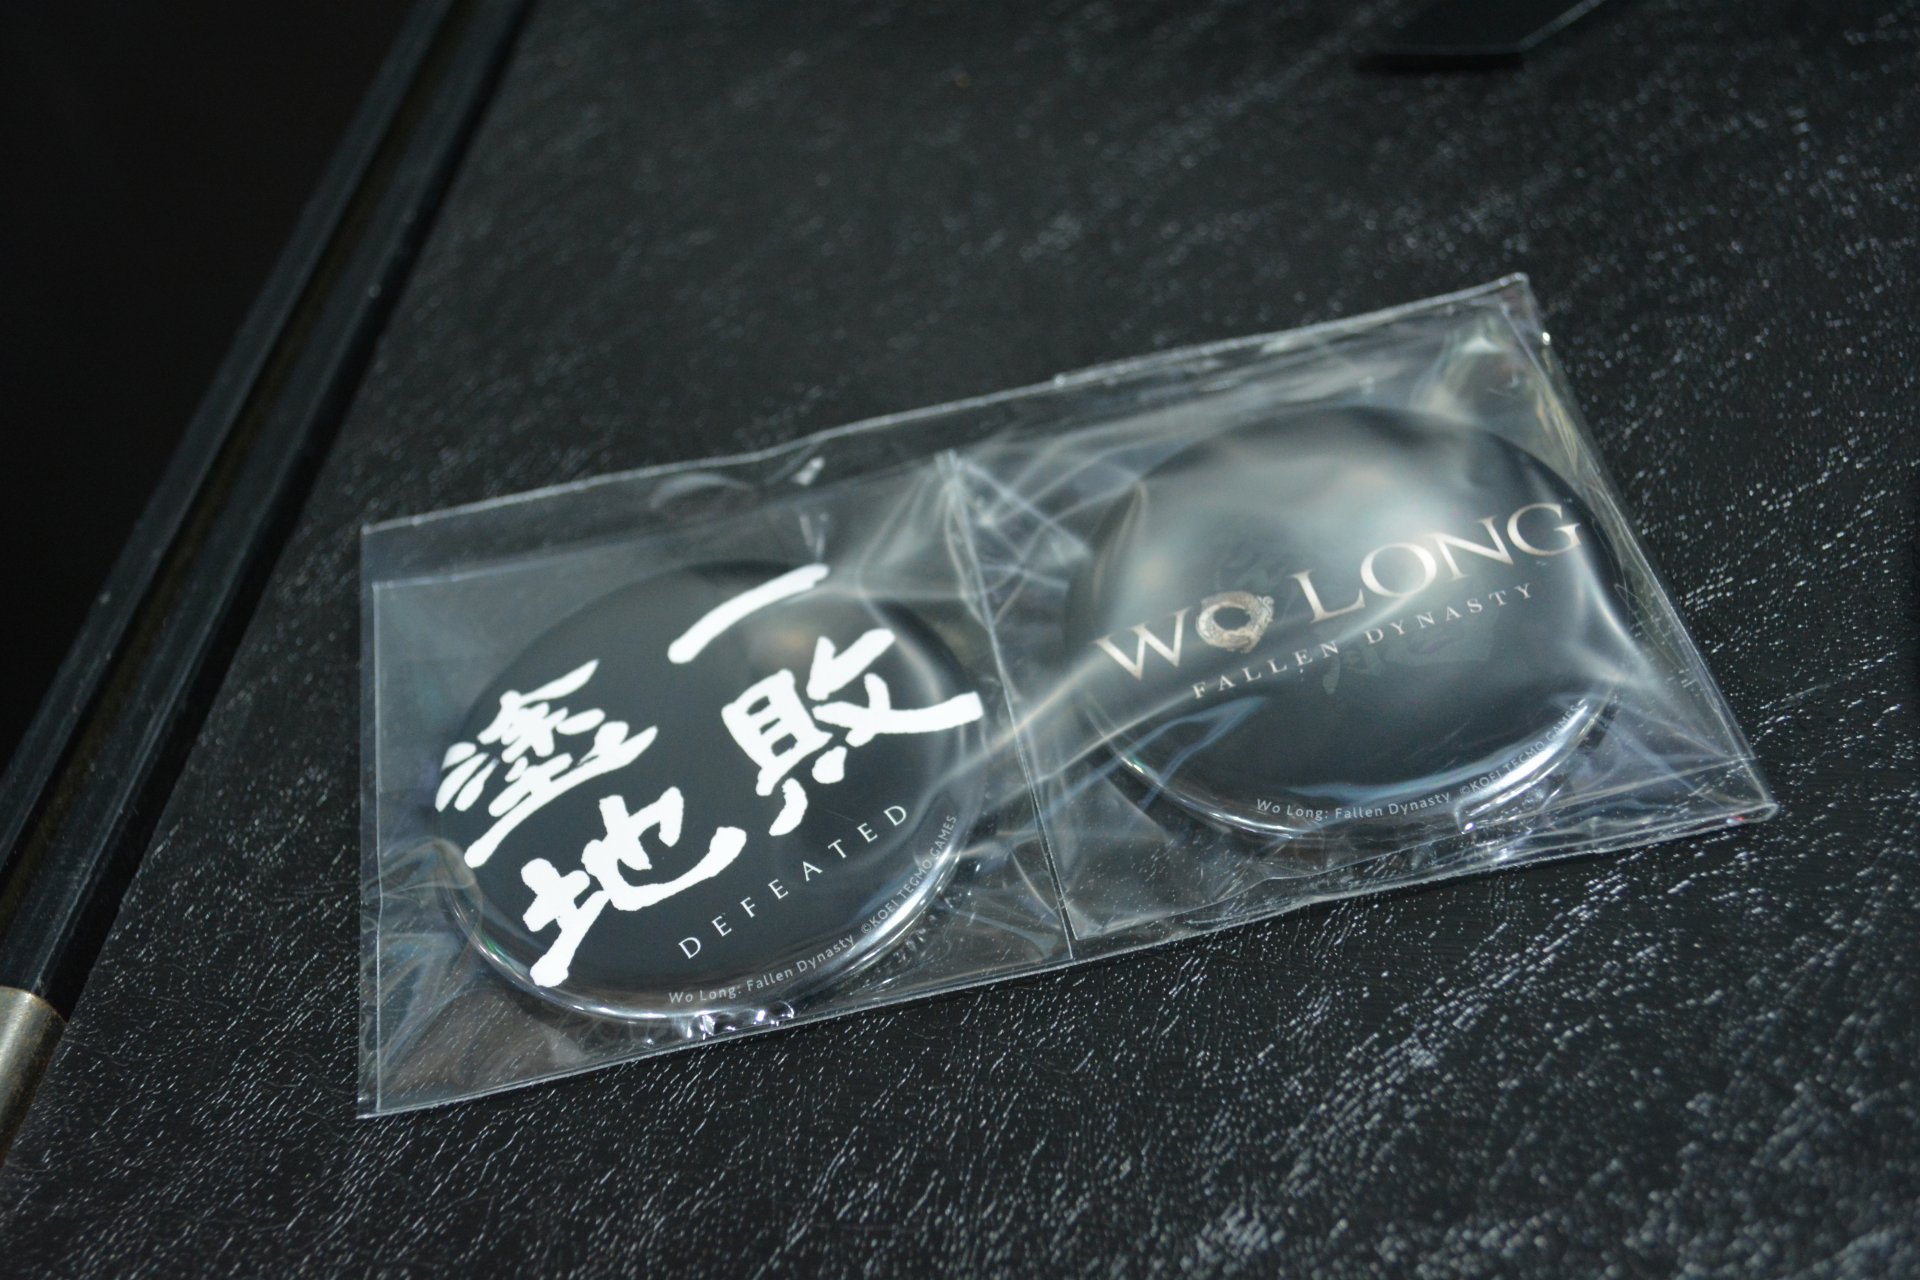 一敗
塗地
DEFEATED
Wo Long: Fallen Dynasty ©KOEI TECMO GAMES
WO LONG
FALLEN DYNASTY
Wo Long: Fallen Dynasty ©KOEI TECMO GAMES